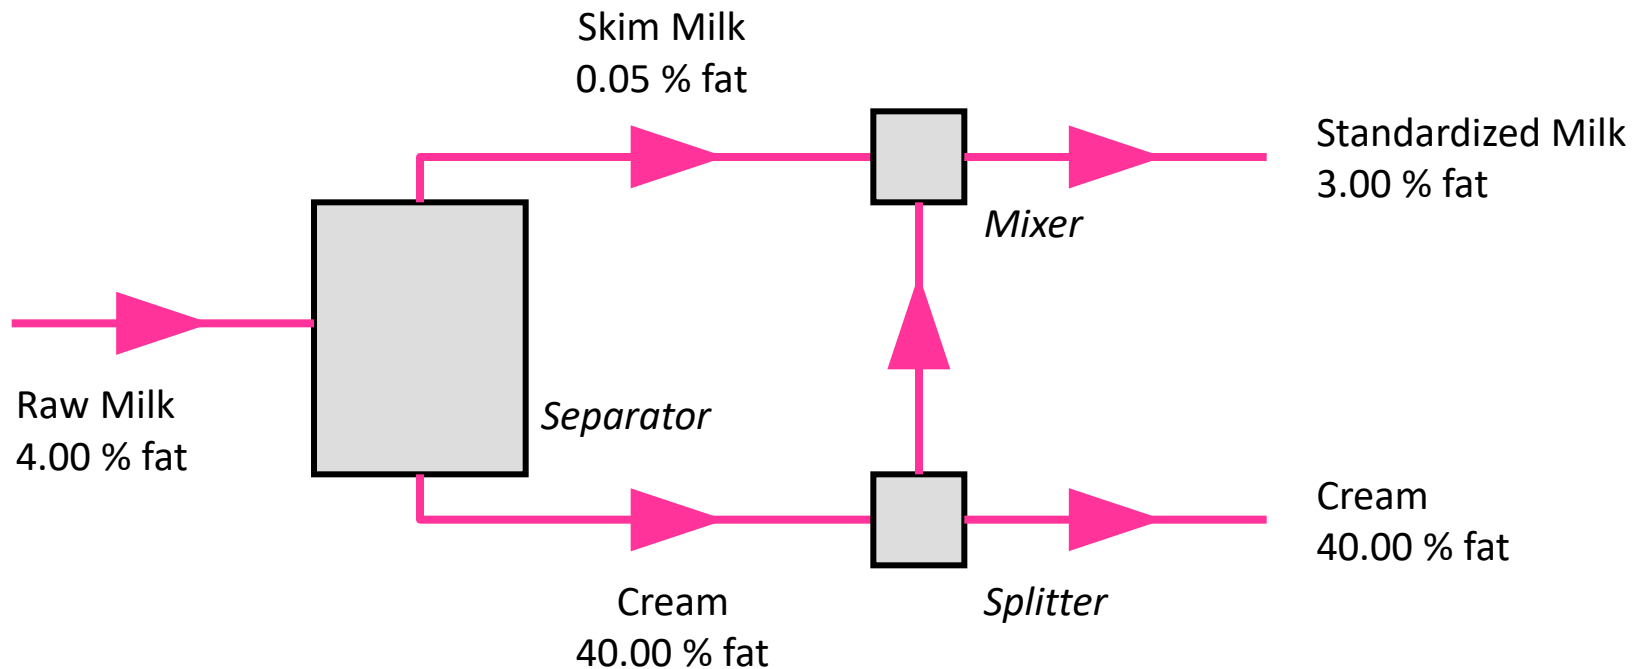 Skim Milk
0.05 % fat
Standardized Milk
3.00 % fat
Mixer
Raw Milk
4.00 % fat
Separator
Cream
40.00 % fat
Splitter
Cream
40.00 % fat